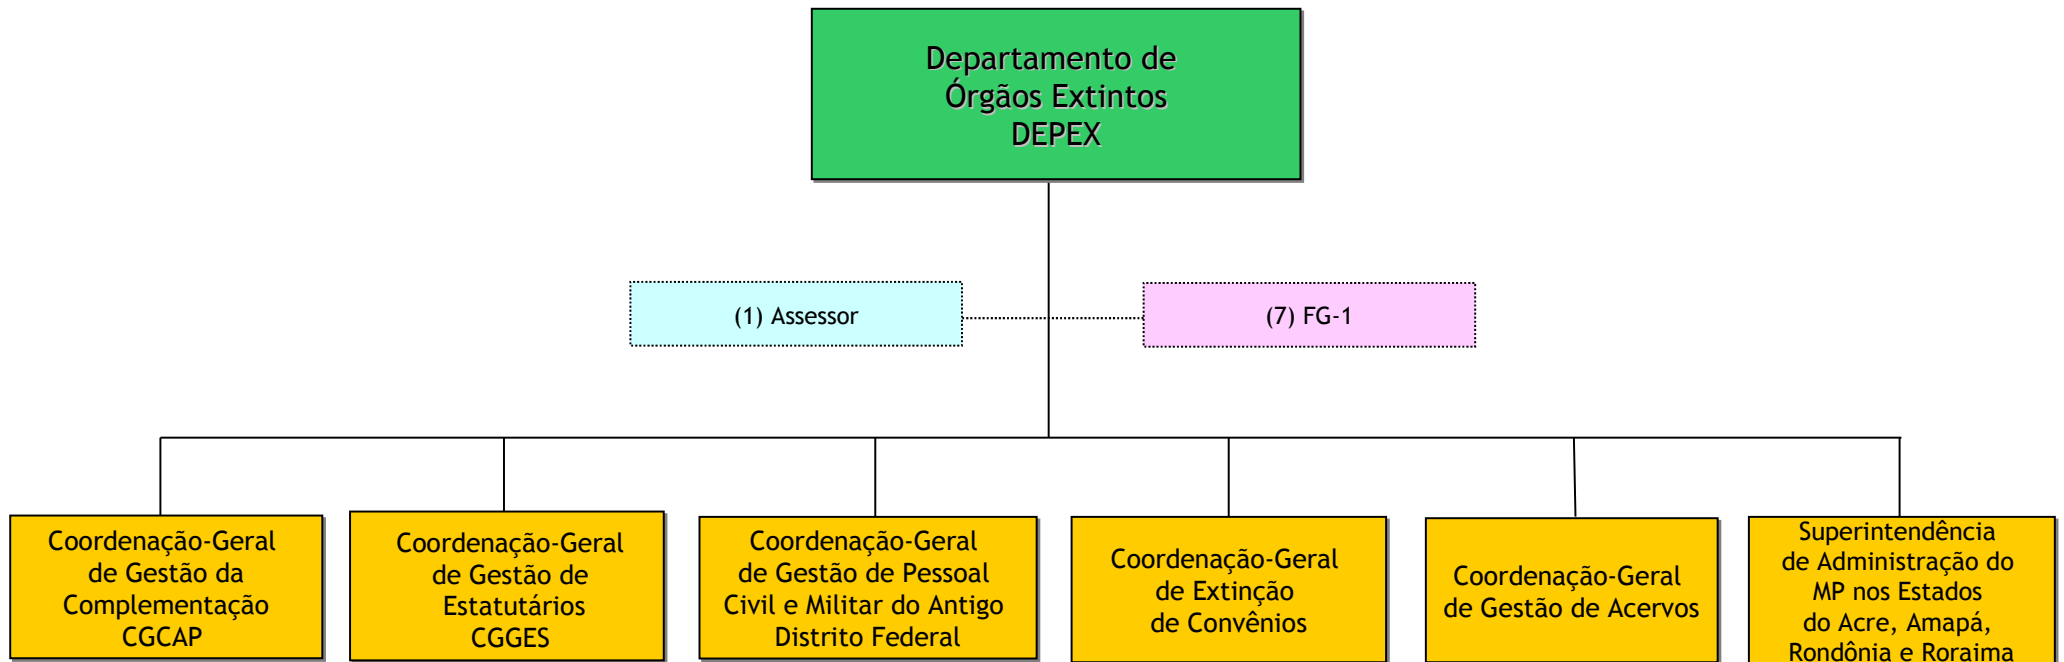 Departamento de
Órgãos Extintos
DEPEX
(1) Assessor
(7) FG-1
Coordenação-Geral
de Gestão da
Complementação
CGCAP
Coordenação-Geral
de Gestão de
Estatutários
CGGES
Coordenação-Geral
de Gestão de Pessoal
Civil e Militar do Antigo
Distrito Federal
Coordenação-Geral
de Extinção
de Convênios
Coordenação-Geral
de Gestão de Acervos
Superintendência
de Administração do
MP nos Estados
do Acre, Amapá,
Rondônia e Roraima